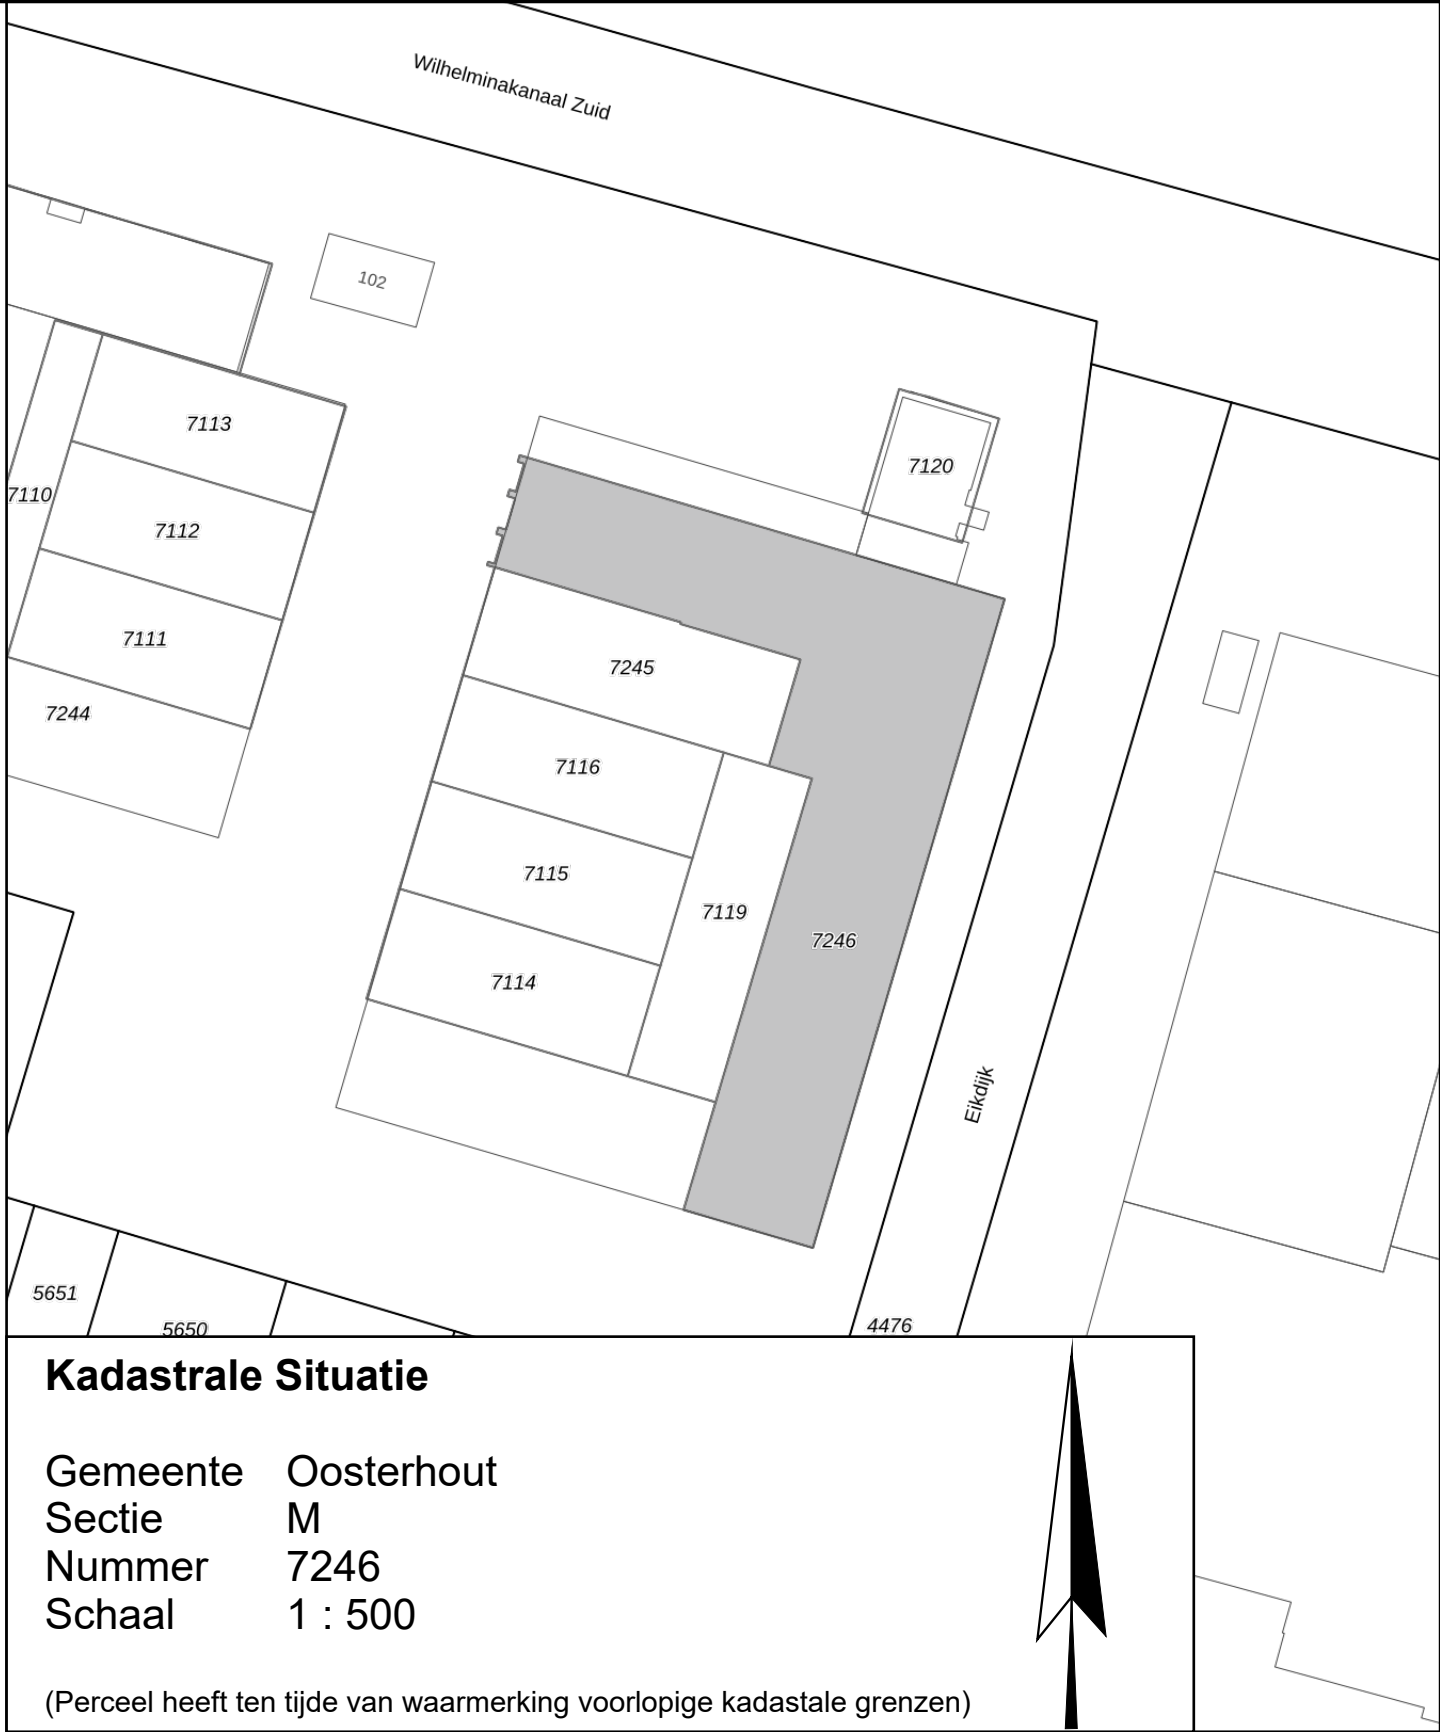 Wilhelminakanaal Zuid
102
7113
7120
7110
7112
7111
7245
7244
7116
7115
7119
7246
7114
Eikdijk
5651
5650
4476
Kadastrale Situatie
Gemeente Oosterhout
Sectie M
Nummer 7246
Schaal 1 : 500
(Perceel heeft ten tijde van waarmerking voorlopige kadastale grenzen)